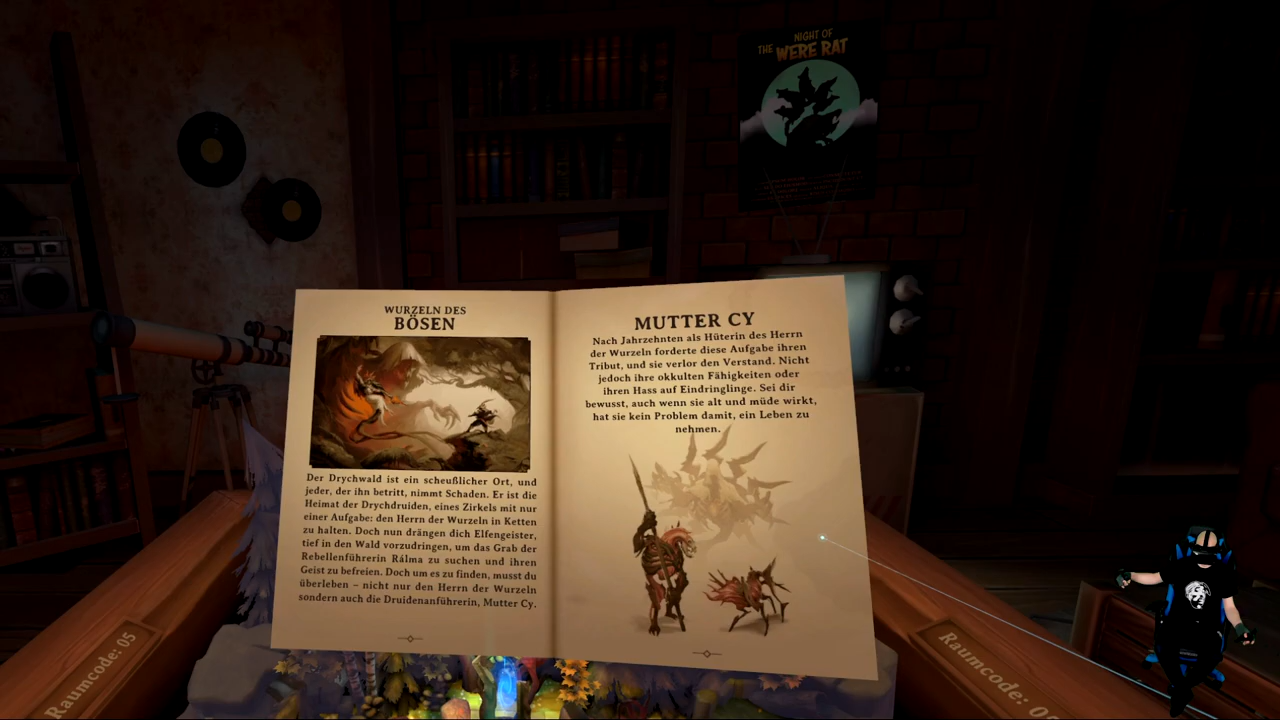 NIGHT OF
THE WERE RAT
WURZELN DES
BÖSEN
Der Drychwald ist ein scheußlicher Ort, und
jeder, der ihn betritt, nimmt Schaden. Er ist die
Heimat der Drychdruiden, eines Zirkels mit nur
einer Aufgabe: den Herrn der Wurzeln in Ketten
zu halten. Doch nun drängen dich Elfengeister,
tief in den Wald vorzudringen, um das Grab der
Rebellenführerin Rálma zu suchen und ihren
Geist zu befreien. Doch um es zu finden, musst du
überleben – nicht nur den Herrn der Wurzeln
sondern auch die Druidenanführerin, Mutter Cy.
MUTTER CY
Nach Jahrzehnten als Hüterin des Herrn
der Wurzeln forderte diese Aufgabe ihren
Tribut, und sie verlor den Verstand. Nicht
jedoch ihre okkulten Fähigkeiten oder
ihren Hass auf Eindringlinge. Sei dir
bewusst, auch wenn sie alt und müde wirkt,
hat sie kein Problem damit, ein Leben zu
nehmen.
Raumcode: 05
Raumcode: